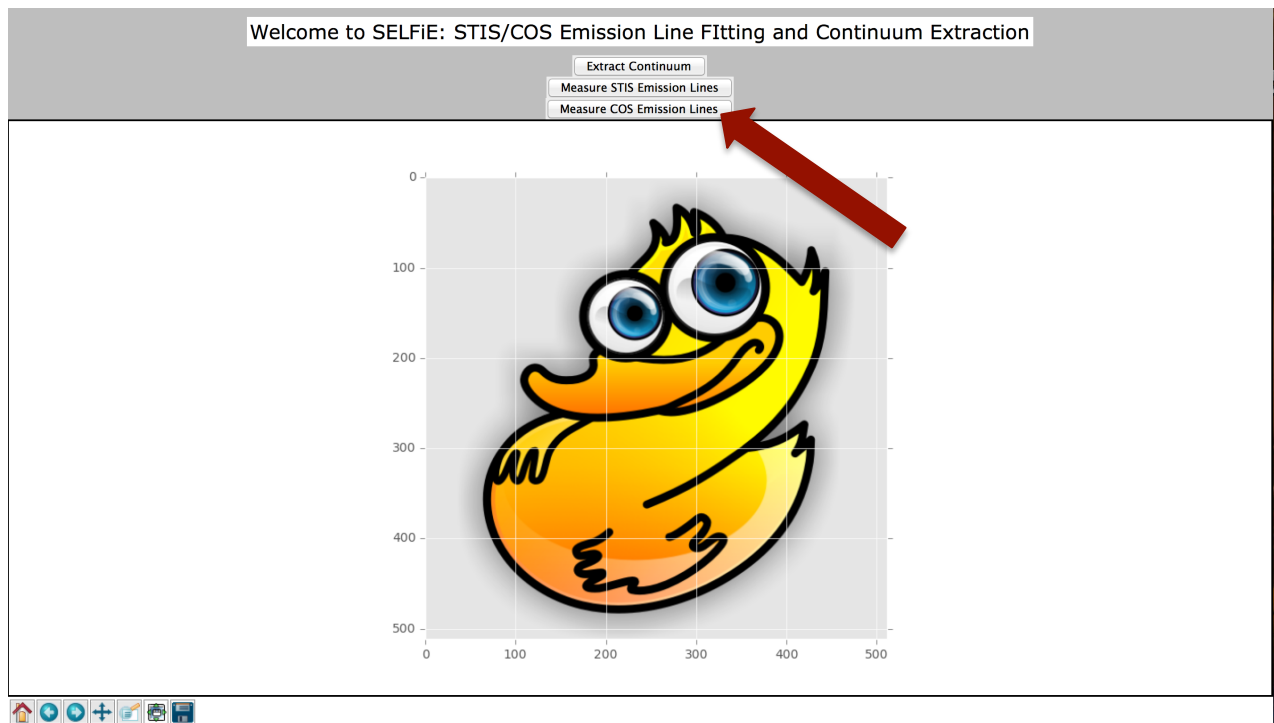 Welcome to SELFiE: STIS/COS Emission Line FItting and Continuum Extraction
Extract Continuum
Measure STIS Emission Lines
Measure COS Emission Lines
0
100
200
300
400
500
0 100 200 300 400 500